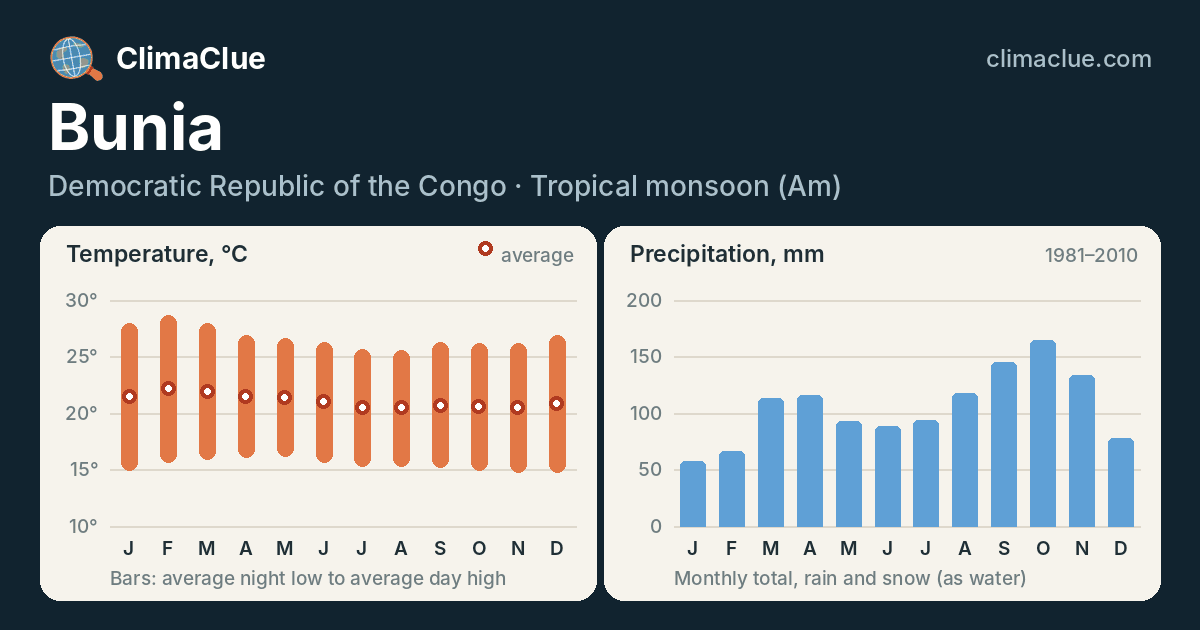 ClimaClue
climaclue.com
Bunia
Democratic Republic of the Congo · Tropical monsoon (Am)
Temperature, °C
average
30°
25°
20°
15°
10°
J F M A M J J A S O N D
Bars: average night low to average day high
Precipitation, mm
1981–2010
200
150
100
50
0
J F M A M J J A S O N D
Monthly total, rain and snow (as water)